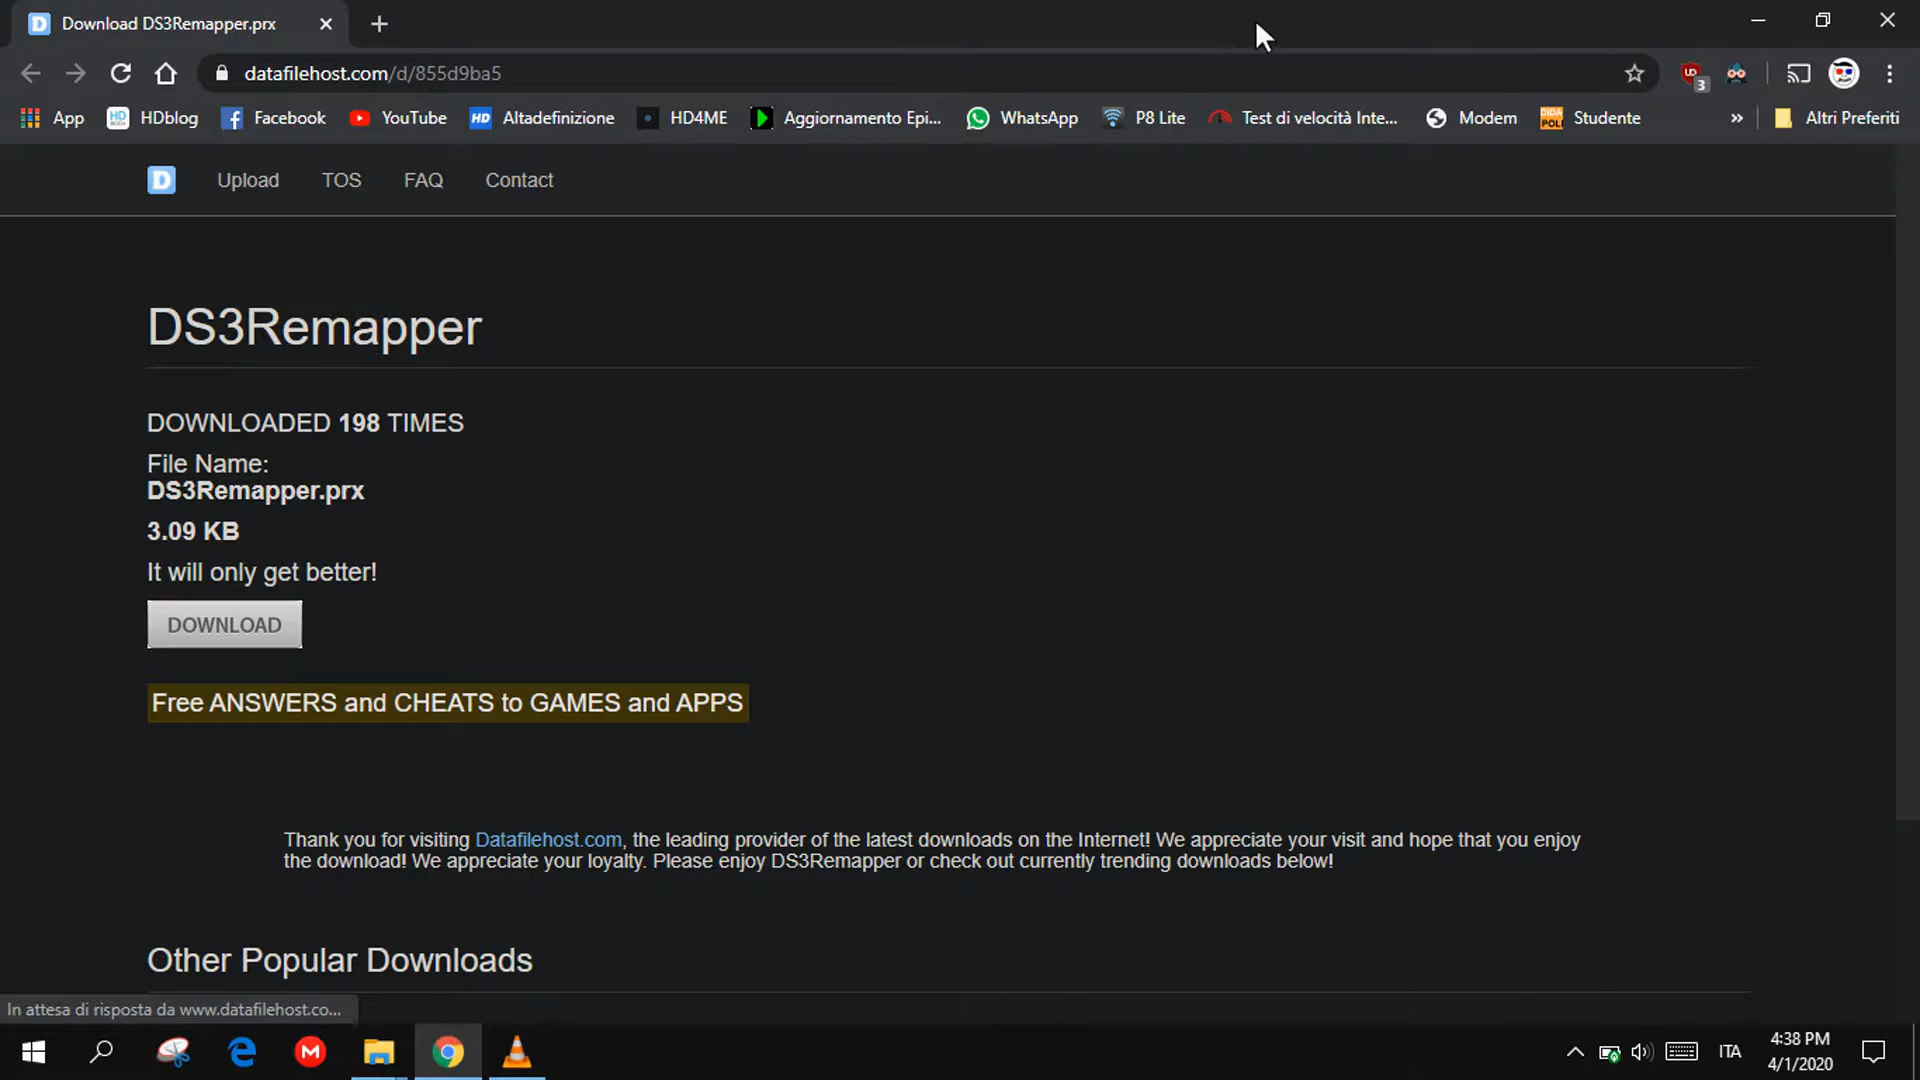 Download DS3Remapper.prx
datafilehost.com/d/855d9ba5
3
App HDblog Facebook YouTube Altadefinizione HD4ME Aggiornamento Epi... WhatsApp P8 Lite Test di velocità Inte... Modem Studente » Altri Preferiti
D Upload TOS FAQ Contact
DS3Remapper
DOWNLOADED 198 TIMES
File Name:
DS3Remapper.prx
3.09 KB
It will only get better!
DOWNLOAD
Free ANSWERS and CHEATS to GAMES and APPS
Thank you for visiting Datafilehost.com, the leading provider of the latest downloads on the Internet! We appreciate your visit and hope that you enjoy
the download! We appreciate your loyalty. Please enjoy DS3Remapper or check out currently trending downloads below!
Other Popular Downloads
In attesa di risposta da www.datafilehost.co...
ITA
4:38 PM
4/1/2020